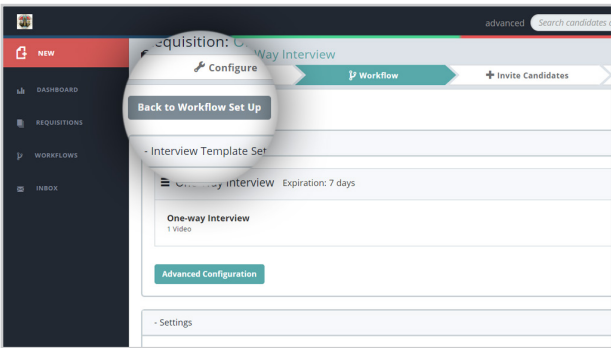 advanced Search candidates
NEW
DASHBOARD
REQUISITIONS
WORKFLOWS
INBOX
equisition: O Way Interview
Configure
Workflow
Invite Candidates
Back to Workflow Set Up
- Interview Template Set
Interview Expiration: 7 days
One-way Interview
1 Video
Advanced Configuration
- Settings